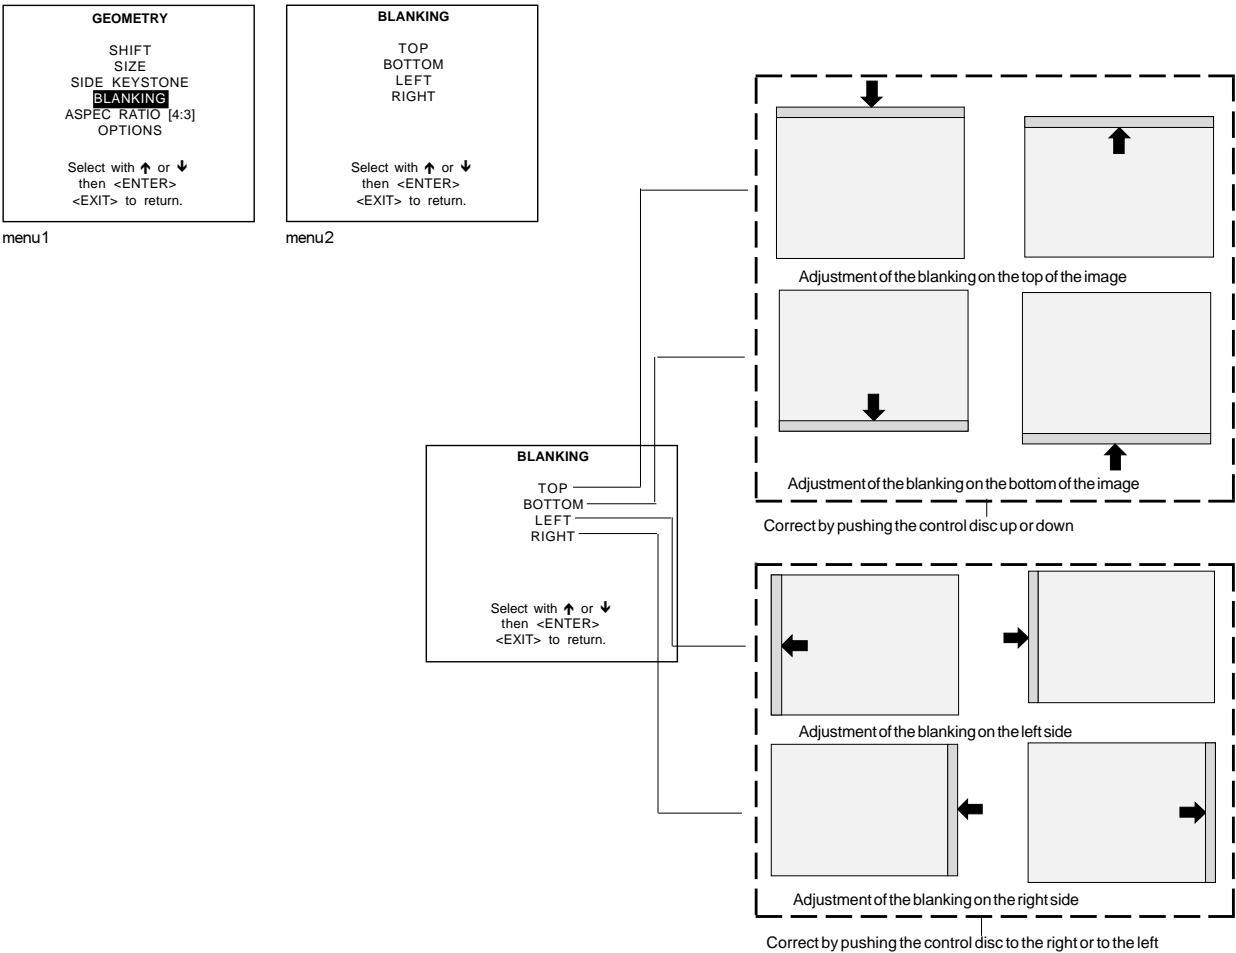 GEOMETRY
SHIFT
SIZE
SIDE KEYSTONE
BLANKING
ASPEC RATIO [4:3]
OPTIONS
Select with ↑ or ↓
then <ENTER>
<EXIT> to return.
menu1
BLANKING
TOP
BOTTOM
LEFT
RIGHT
Select with ↑ or ↓
then <ENTER>
<EXIT> to return.
menu2
BLANKING
TOP
BOTTOM
LEFT
RIGHT
Select with ↑ or ↓
then <ENTER>
<EXIT> to return.
Adjustment of the blanking on the top of the image
Adjustment of the blanking on the bottom of the image
Correct by pushing the control disc up or down
Adjustment of the blanking on the left side
Adjustment of the blanking on the right side
Correct by pushing the control disc to the right or to the left